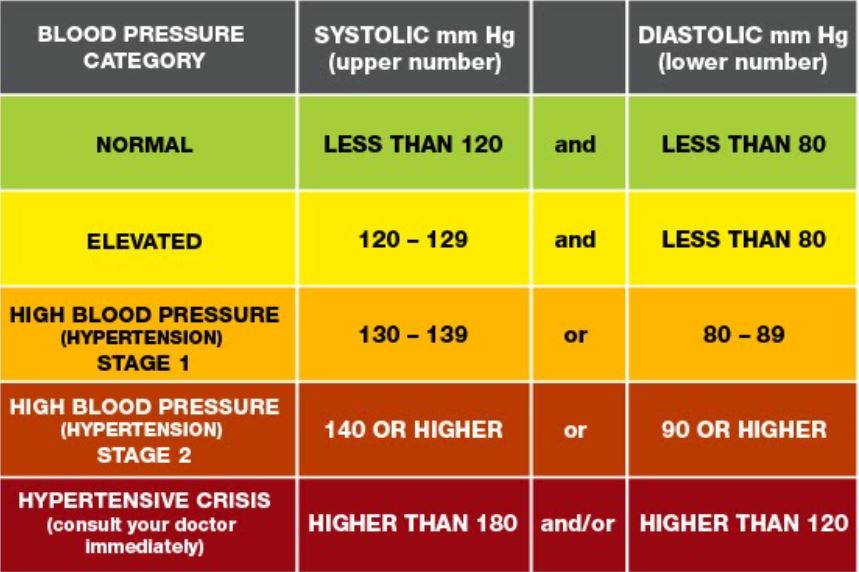 BLOOD PRESSURE
CATEGORY
SYSTOLIC mm Hg
(upper number)
DIASTOLIC mm Hg
(lower number)
NORMAL
LESS THAN 120
and
LESS THAN 80
ELEVATED
120 – 129
and
LESS THAN 80
HIGH BLOOD PRESSURE
(HYPERTENSION)
STAGE 1
130 – 139
or
80 – 89
HIGH BLOOD PRESSURE
(HYPERTENSION)
STAGE 2
140 OR HIGHER
or
90 OR HIGHER
HYPERTENSIVE CRISIS
(consult your doctor
immediately)
HIGHER THAN 180
and/or
HIGHER THAN 120